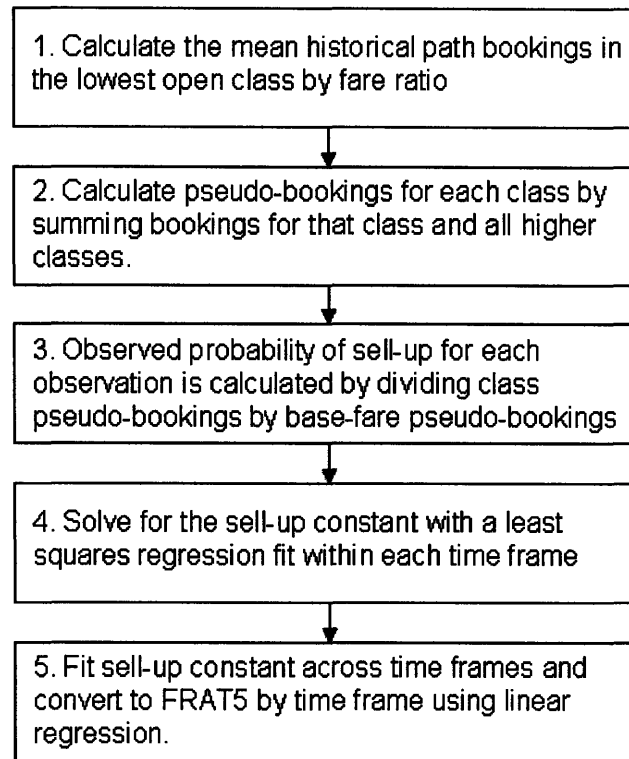 1. Calculate the mean historical path bookings in
the lowest open class by fare ratio
2. Calculate pseudo-bookings for each class by
summing bookings for that class and all higher
classes.
3. Observed probability of sell-up for each
observation is calculated by dividing class
pseudo-bookings by base-fare pseudo-bookings
4. Solve for the sell-up constant with a least
squares regression fit within each time frame
5. Fit sell-up constant across time frames and
convert to FRAT5 by time frame using linear
regression.